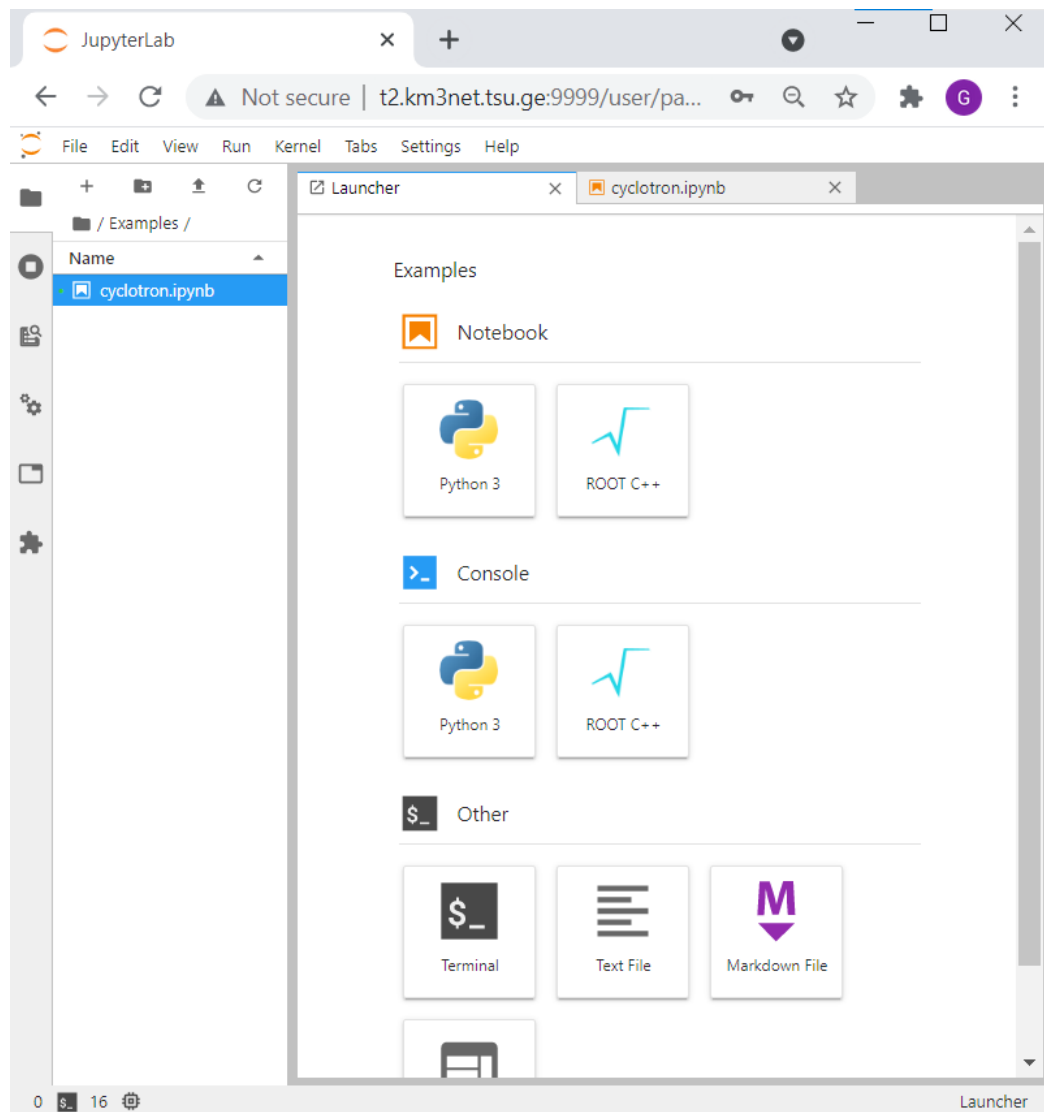 JupyterLab
Not secure | t2.km3net.tsu.ge:9999/user/pa...
G
File Edit View Run Kernel Tabs Settings Help
Launcher
cyclotron.ipynb
/ Examples /
Name
cyclotron.ipynb
Examples
Notebook
Python 3
ROOT C++
Console
Python 3
ROOT C++
$_ Other
$_
M
Terminal
Text File
Markdown File
0 $_ 16
Launcher